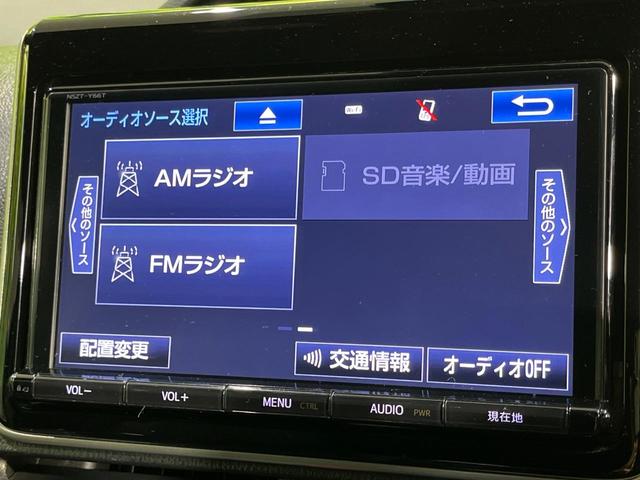 NSZT-Y66T
オーディオソース選択
Wi-Fi
AMラジオ
SD音楽/動画
その他のソース
その他のソース
FMラジオ
配置変更
交通情報
オーディオOFF
VOL−
VOL+
MENU CTRL
AUDIO PWR
現在地